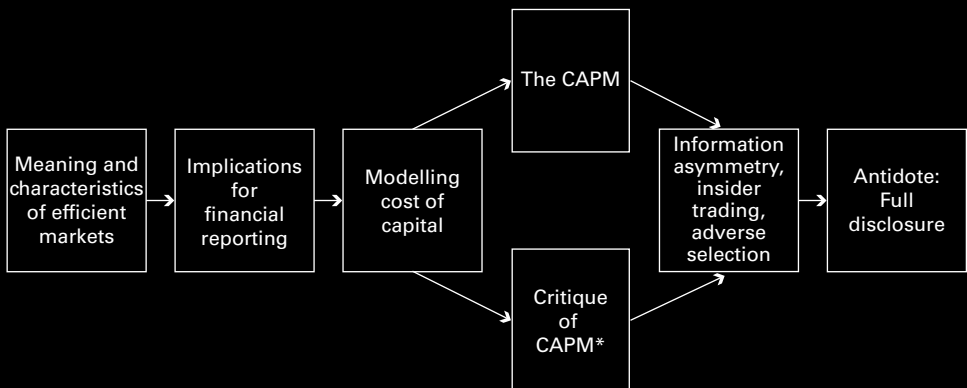 Meaning and
characteristics
of efficient
markets
Implications
for
financial
reporting
Modelling
cost of
capital
The CAPM
Critique
of
CAPM*
Information
asymmetry,
insider
trading,
adverse
selection
Antidote:
Full
disclosure